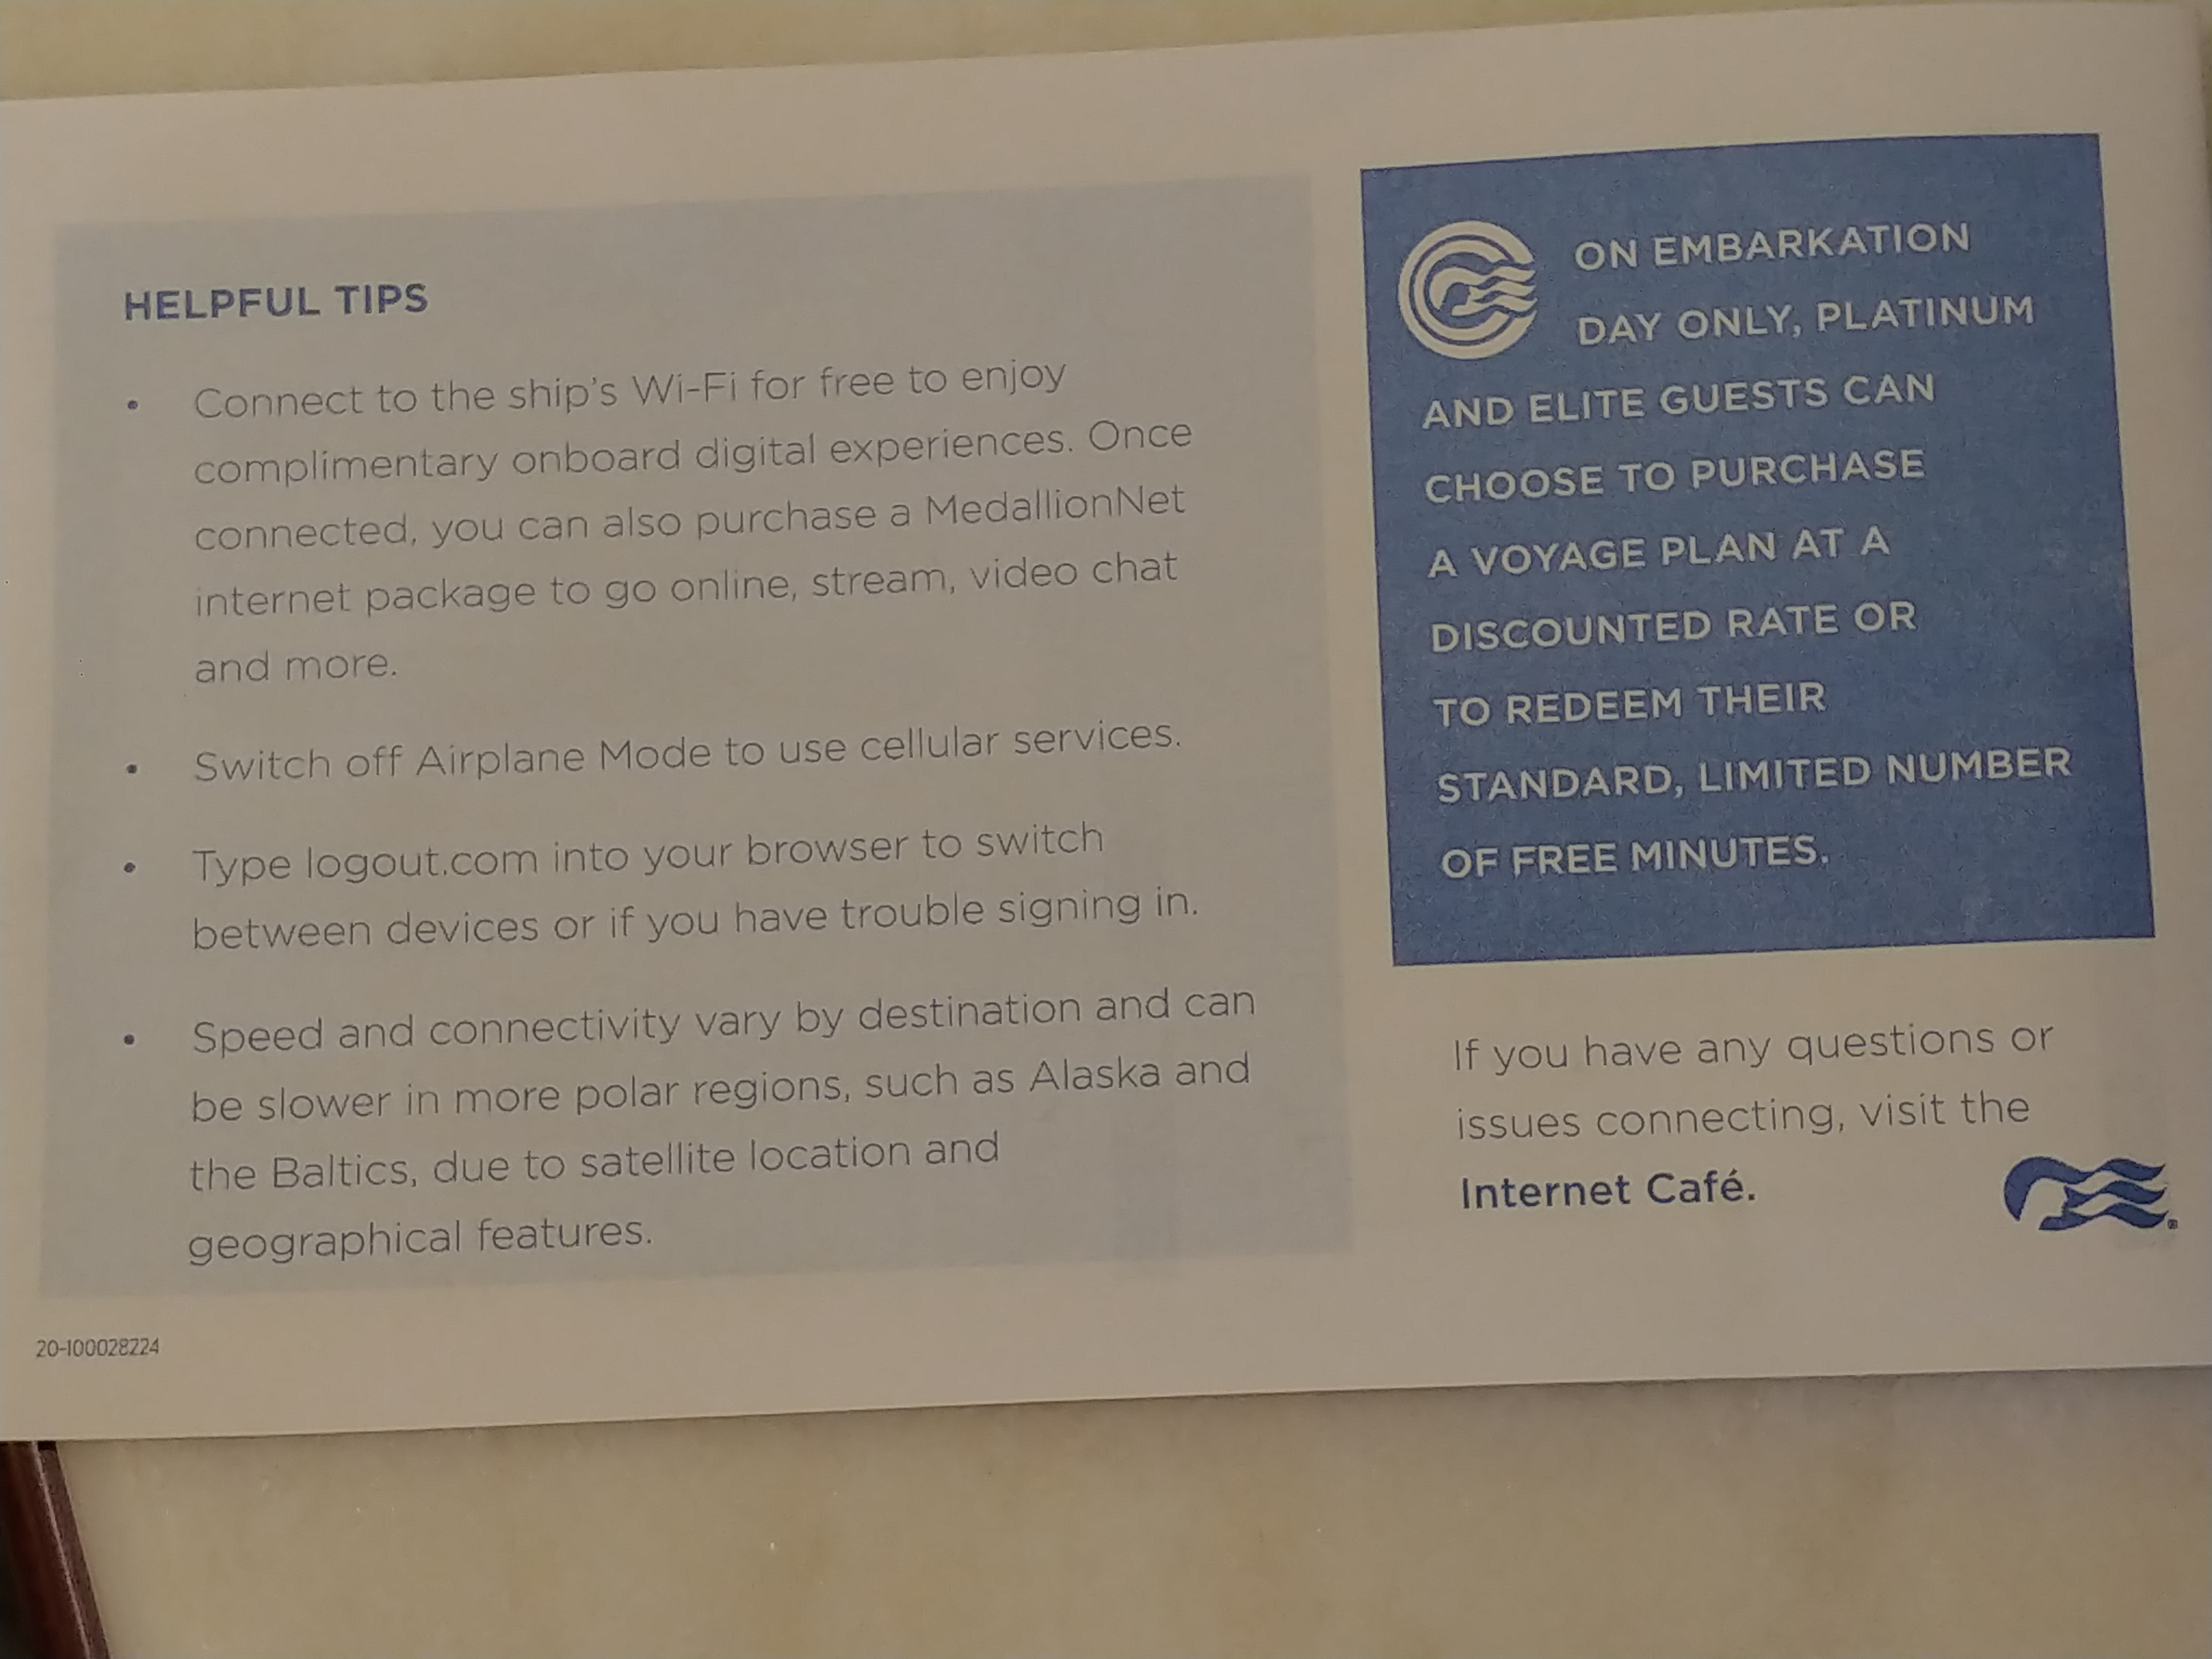 HELPFUL TIPS
• Connect to the ship's Wi-Fi for free to enjoy
complimentary onboard digital experiences. Once
connected, you can also purchase a MedallionNet
internet package to go online, stream, video chat
and more.
• Switch off Airplane Mode to use cellular services.
• Type logout.com into your browser to switch
between devices or if you have trouble signing in.
• Speed and connectivity vary by destination and can
be slower in more polar regions, such as Alaska and
the Baltics, due to satellite location and
geographical features.
20-100028224
ON EMBARKATION
DAY ONLY, PLATINUM
AND ELITE GUESTS CAN
CHOOSE TO PURCHASE
A VOYAGE PLAN AT A
DISCOUNTED RATE OR
TO REDEEM THEIR
STANDARD, LIMITED NUMBER
OF FREE MINUTES.
If you have any questions or
issues connecting, visit the
Internet Café.
®